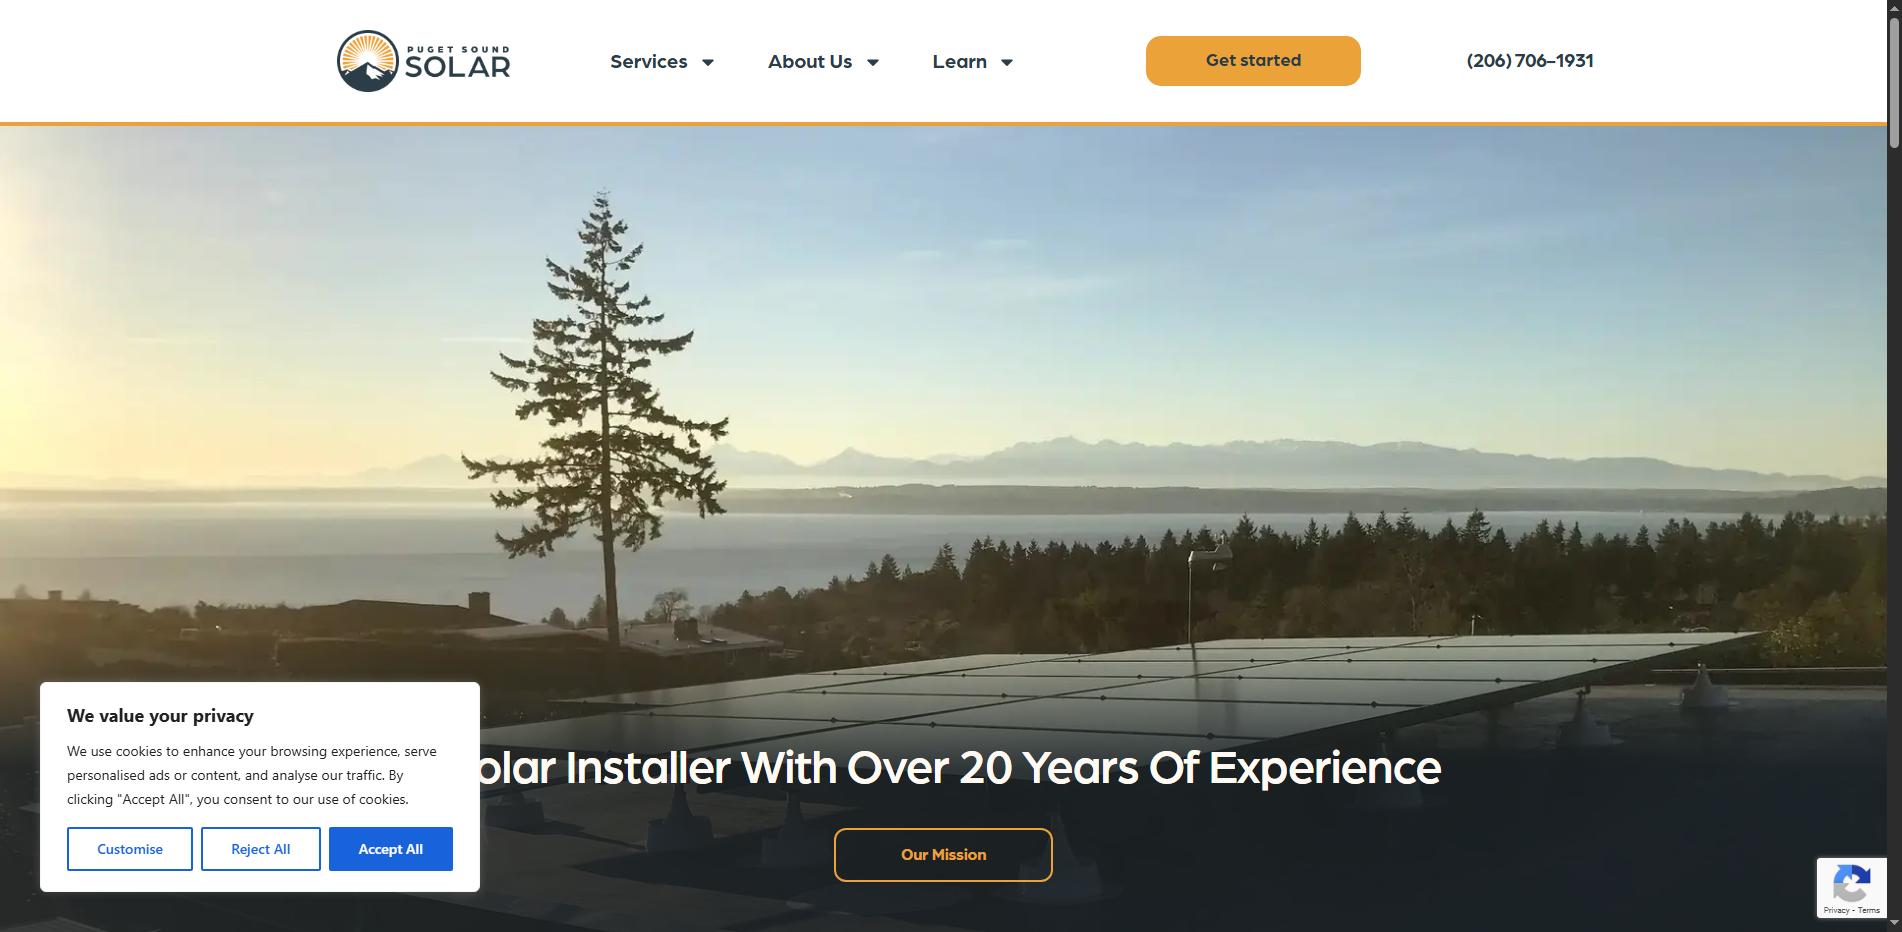 PUGET SOUND
SOLAR
Services
About Us
Learn
Get started
(206) 706-1931
We value your privacy
We use cookies to enhance your browsing experience, serve
personalised ads or content, and analyse our traffic. By
clicking "Accept All", you consent to our use of cookies.
Customise
Reject All
Accept All
Installer With Over 20 Years Of Experience
Our Mission
Privacy - Terms